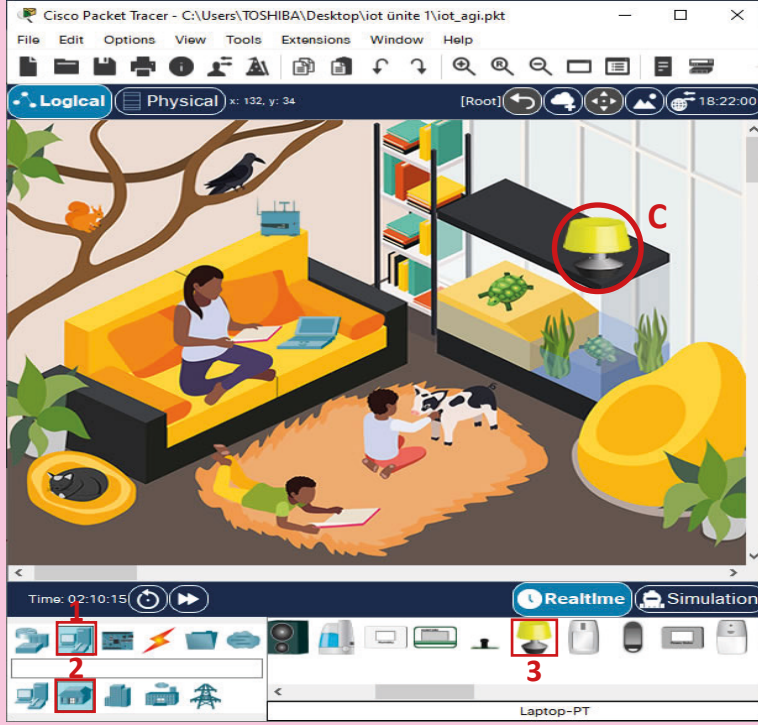 Cisco Packet Tracer - C:\Users\TOSHIBA\Desktop\iot ünite 1\iot_agi.pkt
File Edit Options View Tools Extensions Window Help
Logical Physical x: 132, y: 34 [Root] 18:22:00
C
Time: 02:10:15 Realtime Simulation
1
2
3
Laptop-PT